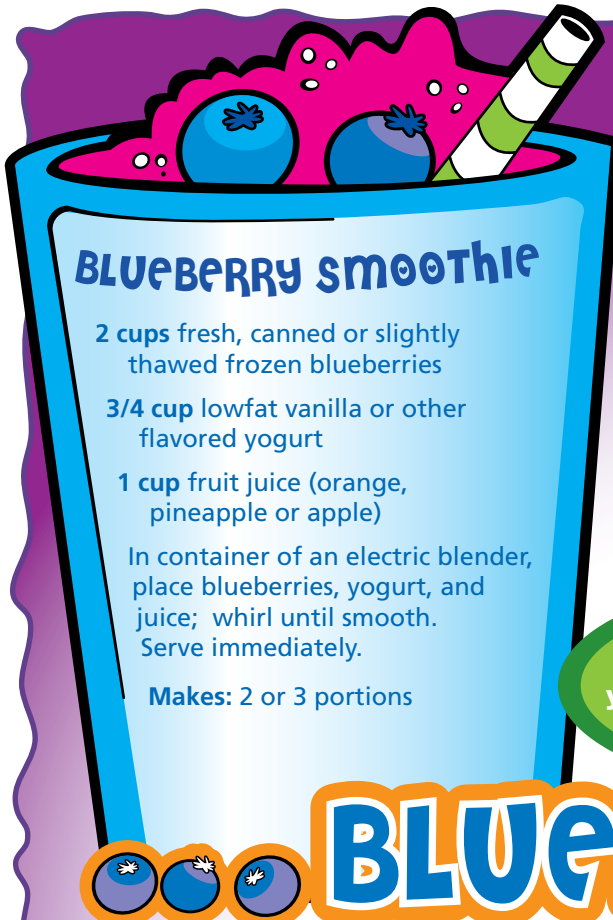 BLUEBERRY SMOOTHIE
2 cups fresh, canned or slightly
thawed frozen blueberries
3/4 cup lowfat vanilla or other
flavored yogurt
1 cup fruit juice (orange,
pineapple or apple)
In container of an electric blender,
place blueberries, yogurt, and
juice; whirl until smooth.
Serve immediately.
Makes: 2 or 3 portions
y
BLUE